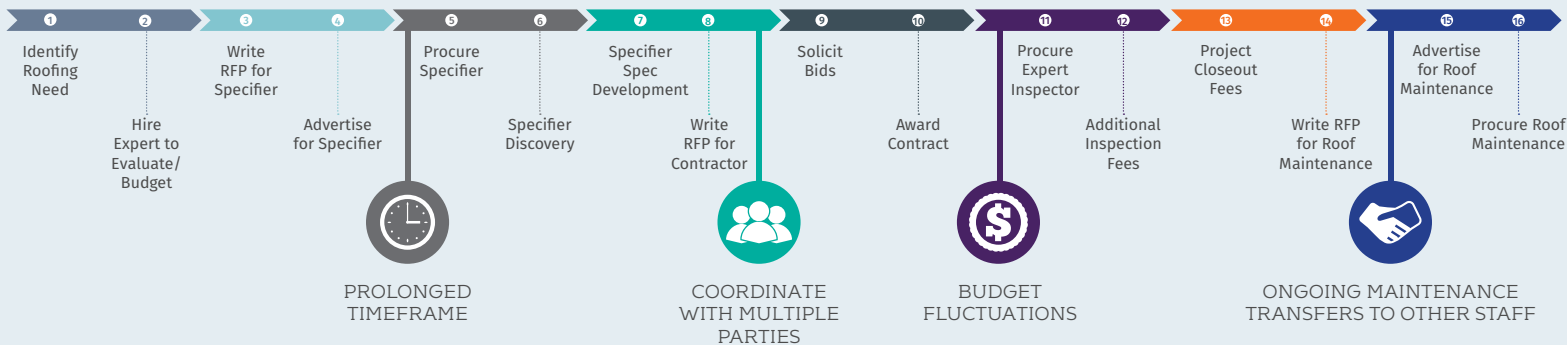 1 2 3 4 5 6 7 8 9 10 11 12 13 14 15 16
Identify
Roofing
Need
Hire
Expert to
Evaluate/
Budget
Write
RFP for
Specifier
Advertise
for Specifier
Procure
Specifier
Specifier
Discovery
Specifier
Spec
Development
Write
RFP for
Contractor
Solicit
Bids
Award
Contract
Procure
Expert
Inspector
Additional
Inspection
Fees
Project
Closeout
Fees
Write RFP
for Roof
Maintenance
Advertise
for Roof
Maintenance
Procure Roof
Maintenance
$
PROLONGED
TIMEFRAME
COORDINATE
WITH MULTIPLE
PARTIES
BUDGET
FLUCTUATIONS
ONGOING MAINTENANCE
TRANSFERS TO OTHER STAFF